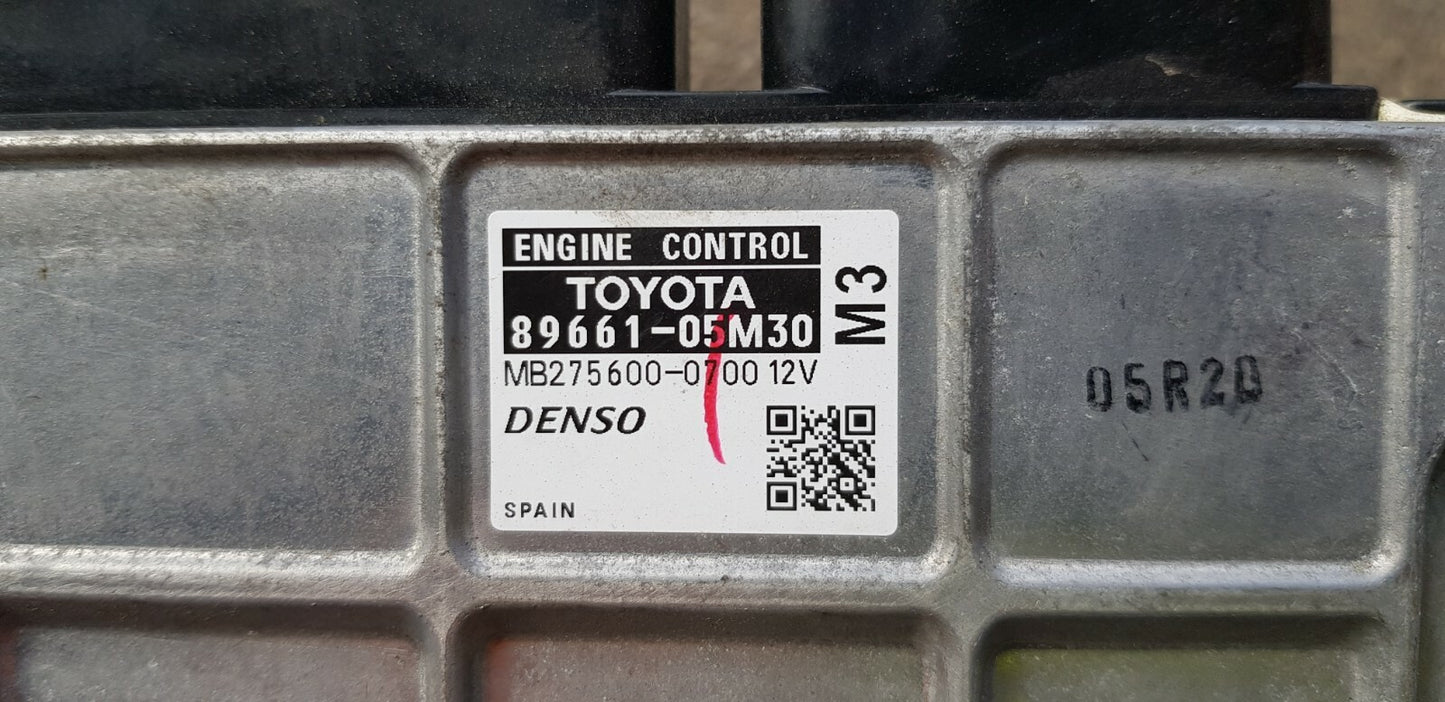 ENGINE CONTROL
TOYOTA
89661-05M30
M3
MB275600-0700 12V
DENSO
SPAIN
05R20